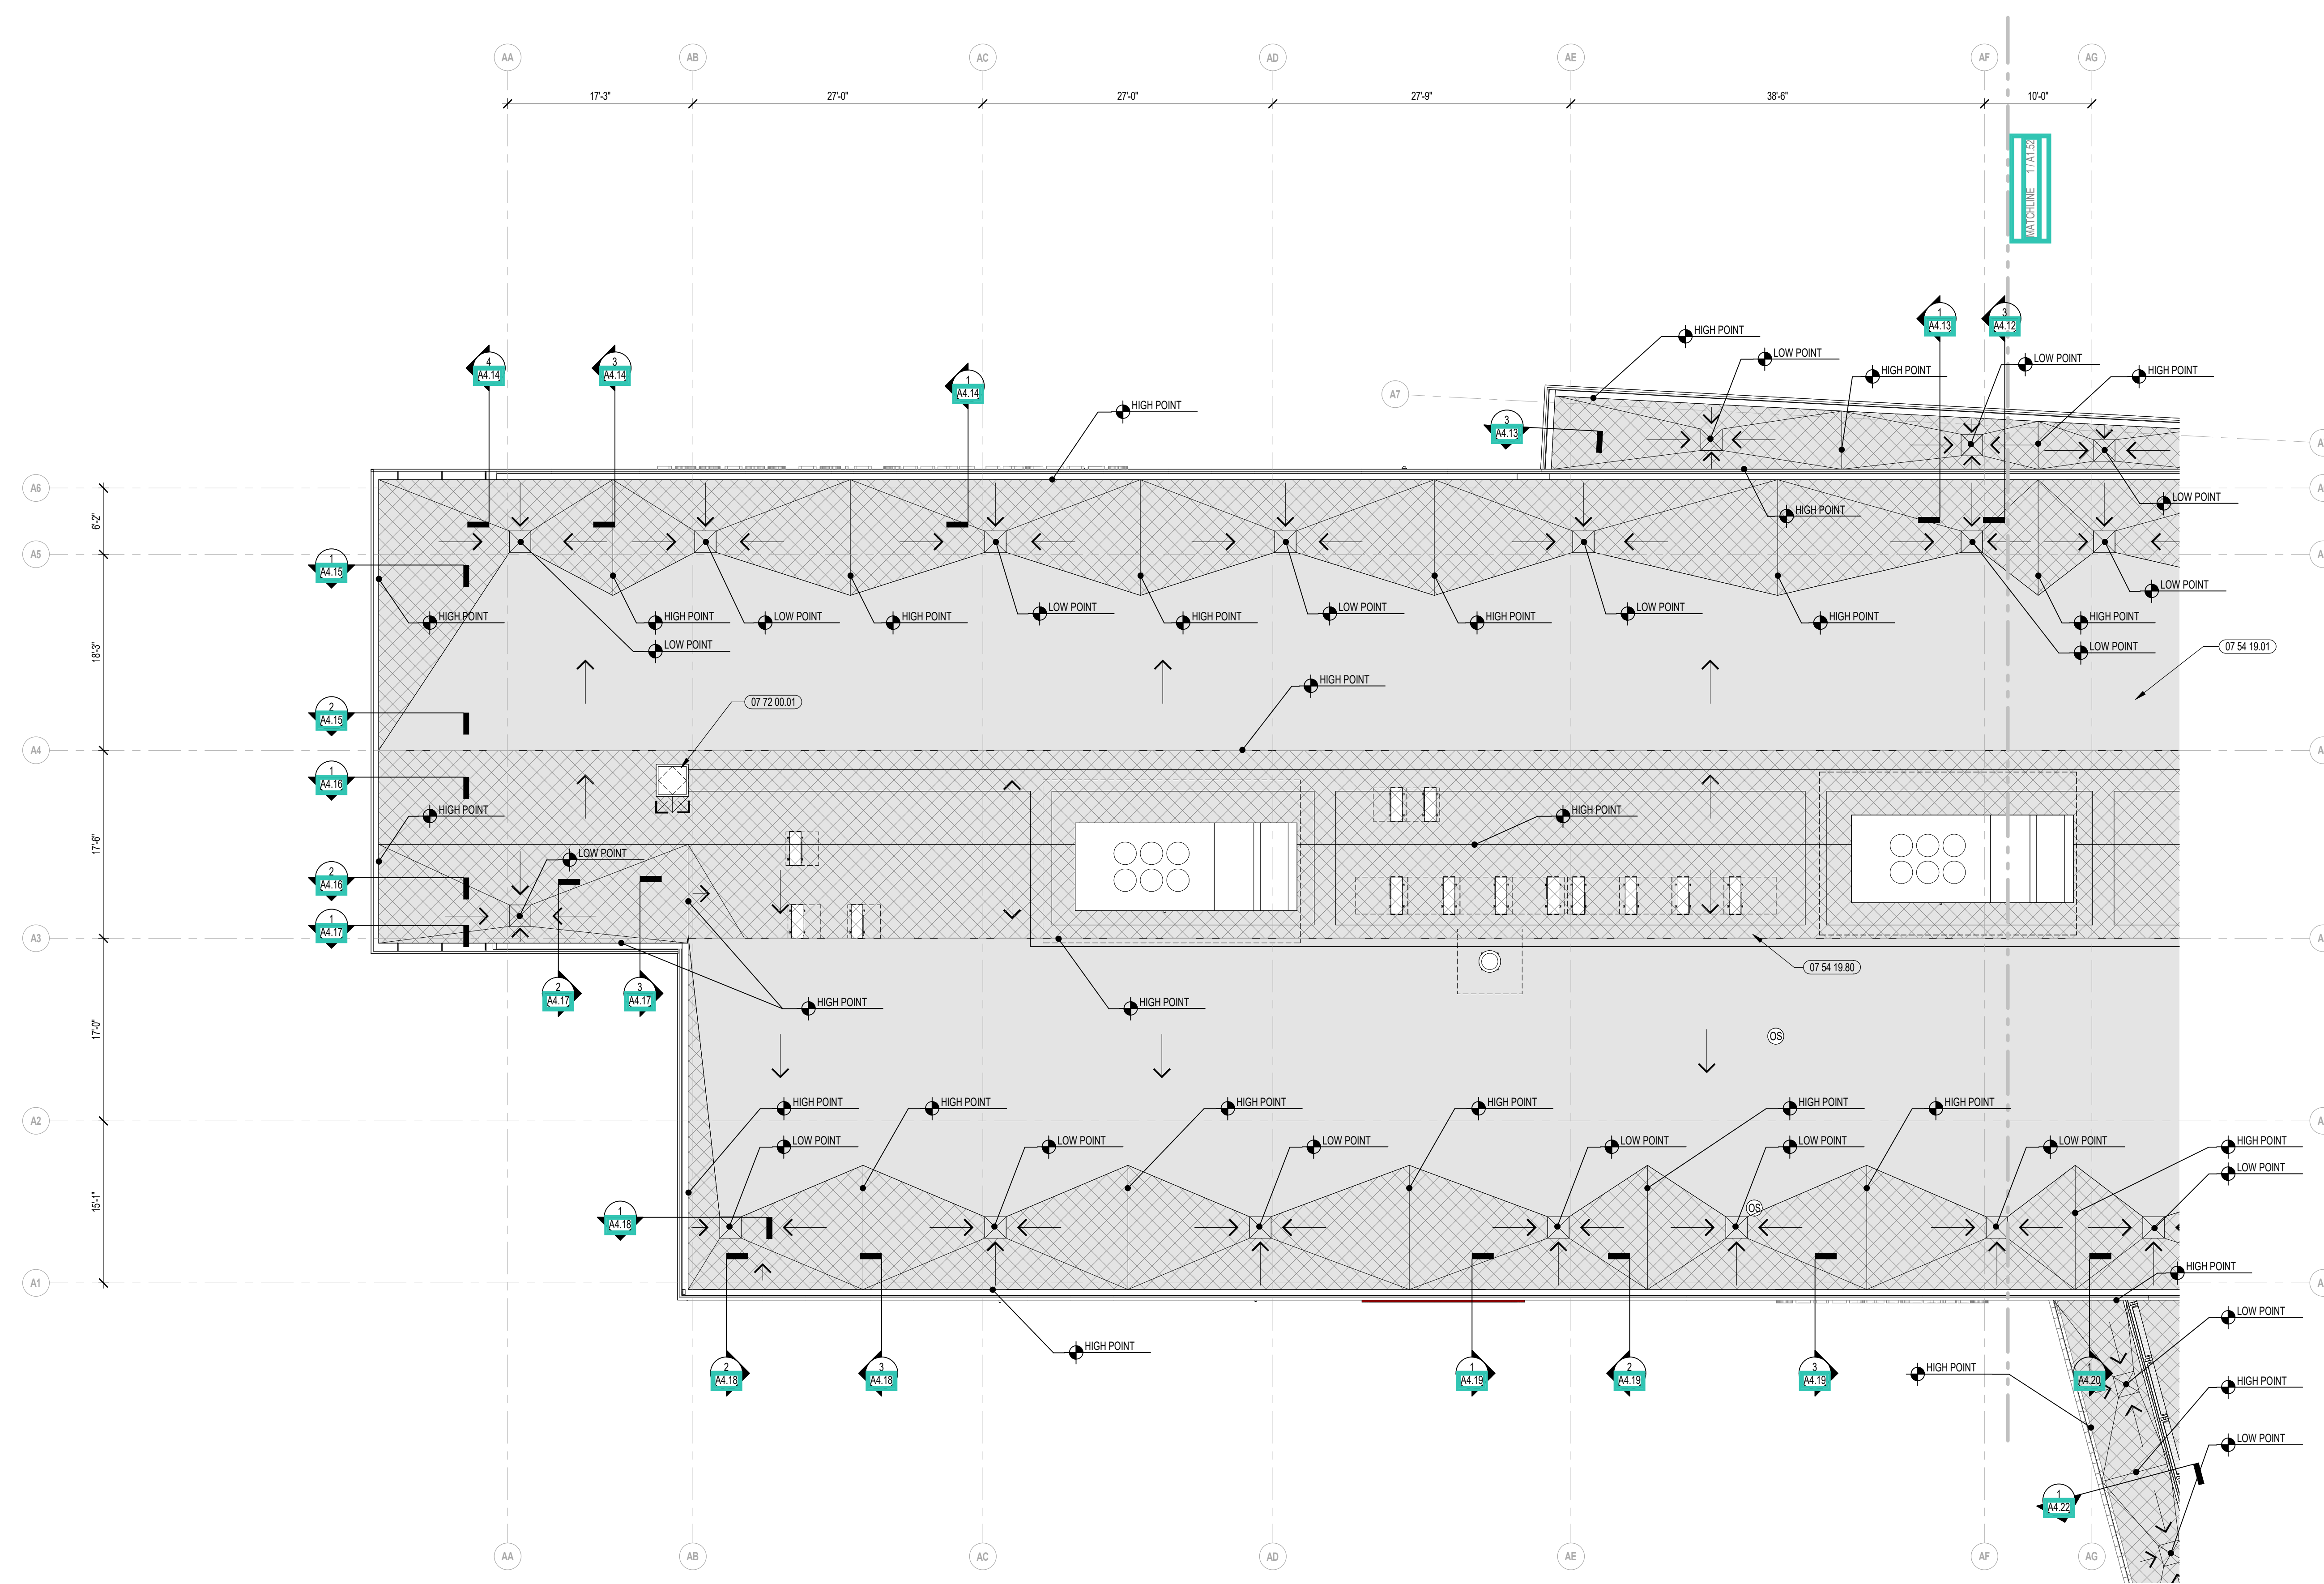 AA
AB
AC
AD
AE
AF
AG
17'-3"
27'-0"
27'-0"
27'-9"
38'-6"
10'-0"
MATCHLINE 1 / A1.52
1
A4.13
3
A4.12
HIGH POINT
LOW POINT
HIGH POINT
LOW POINT
HIGH POINT
4
A4.14
3
A4.14
1
A4.14
HIGH POINT
A7
3
A4.13
A6
6'-2"
LOW POINT
HIGH POINT
A5
1
A4.15
LOW POINT
HIGH POINT
HIGH POINT
LOW POINT
HIGH POINT
LOW POINT
HIGH POINT
LOW POINT
HIGH POINT
LOW POINT
HIGH POINT
HIGH POINT
LOW POINT
LOW POINT
18'-3"
07 54 19.01
HIGH POINT
07 72 00.01
2
A4.15
A4
1
A4.16
HIGH POINT
HIGH POINT
17'-6"
LOW POINT
2
A4.16
1
A4.17
A3
07 54 19.80
2
A4.17
3
A4.17
HIGH POINT
HIGH POINT
17'-0"
OS
HIGH POINT
HIGH POINT
HIGH POINT
HIGH POINT
HIGH POINT
HIGH POINT
A2
LOW POINT
LOW POINT
LOW POINT
LOW POINT
LOW POINT
LOW POINT
HIGH POINT
LOW POINT
15'-1"
OS
1
A4.18
HIGH POINT
A1
LOW POINT
HIGH POINT
2
A4.18
3
A4.18
1
A4.19
2
A4.19
3
A4.19
HIGH POINT
1
A4.20
HIGH POINT
LOW POINT
1
A4.22
AA
AB
AC
AD
AE
AF
AG